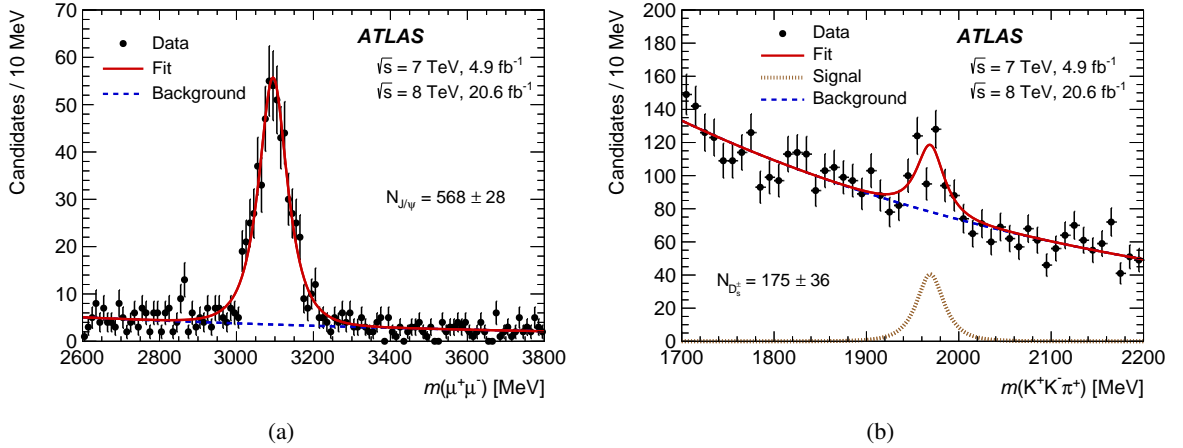 Candidates / 10 MeV
70
60
50
40
30
20
10
0
Data
Fit
Background
ATLAS
√s = 7 TeV, 4.9 fb⁻¹
√s = 8 TeV, 20.6 fb⁻¹
N_J/ψ = 568 ± 28
2600 2800 3000 3200 3400 3600 3800
m(μ⁺μ⁻) [MeV]
(a)
Candidates / 10 MeV
200
180
160
140
120
100
80
60
40
20
0
Data
Fit
Signal
Background
ATLAS
√s = 7 TeV, 4.9 fb⁻¹
√s = 8 TeV, 20.6 fb⁻¹
N_D_s^± = 175 ± 36
1700 1800 1900 2000 2100 2200
m(K⁺K⁻π⁺) [MeV]
(b)